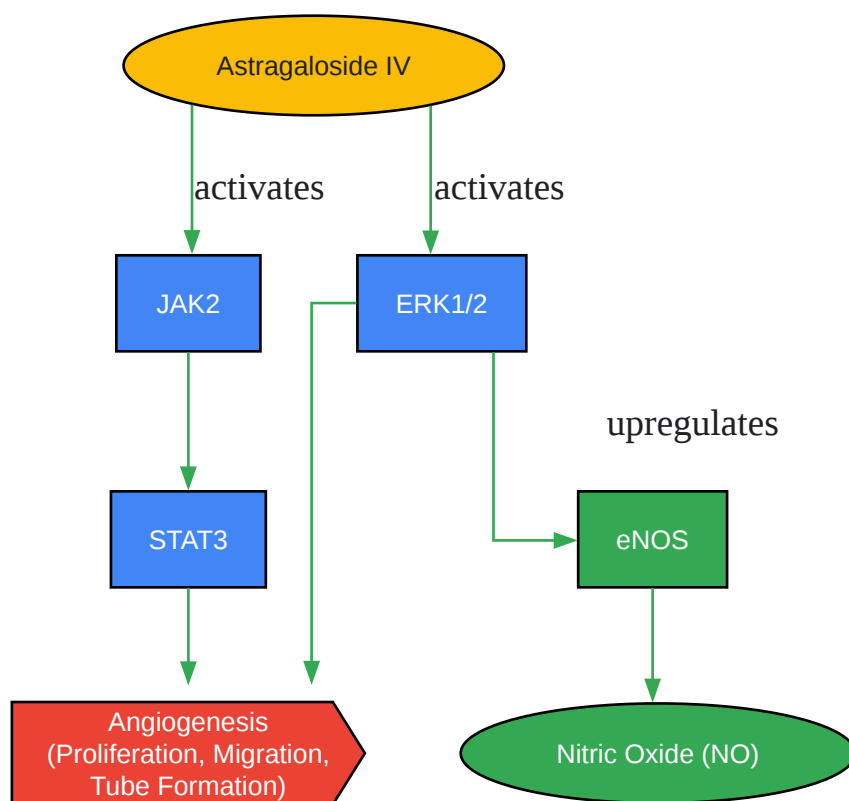 Astragaloside IV
activates
activates
JAK2
ERK1/2
upregulates
STAT3
eNOS
Angiogenesis
(Proliferation, Migration,
Tube Formation)
Nitric Oxide (NO)